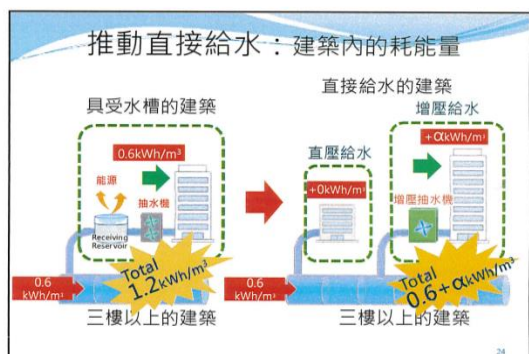 推動直接給水：建築內的耗能量
具受水槽的建築
0.6kWh/m³
能源
抽水機
Receiving
Reservoir
Total
1.2kWh/m³
0.6
kWh/m³
三樓以上的建築
直接給水的建築
增壓給水
+αkWh/m³
直壓給水
+0kWh/m³
增壓抽水機
Total
0.6+αkWh/m³
0.6
kWh/m³
三樓以上的建築
24